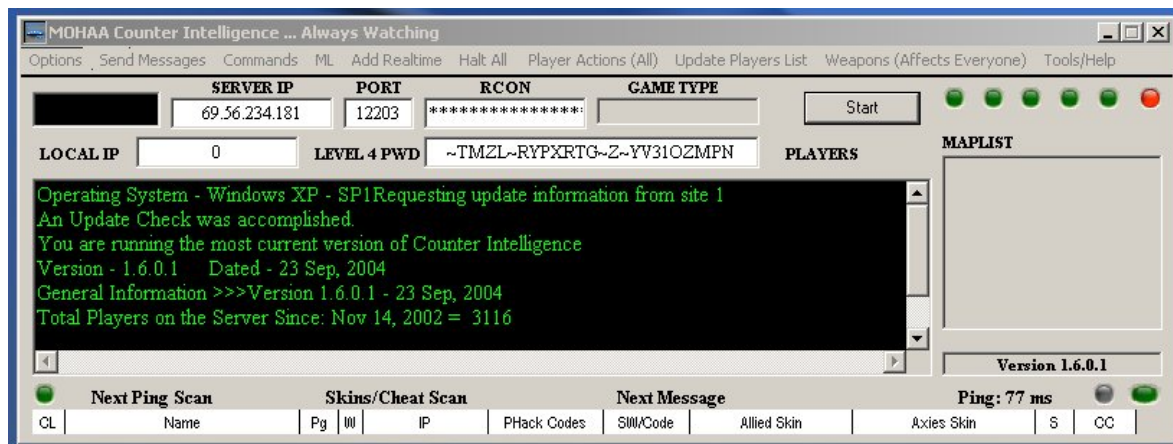 MOHAA Counter Intelligence ... Always Watching
Options Send Messages Commands ML Add Realtime Halt All Player Actions (All) Update Players List Weapons (Affects Everyone) Tools/Help
SERVER IP PORT RCON GAME TYPE
69.56.234.181 12203 *************** Start
LOCAL IP 0 LEVEL 4 PWD ~TMZL~RYPXRTG~Z~YV31OZMPN PLAYERS MAPLIST
Operating System - Windows XP - SP1Requesting update information from site 1
An Update Check was accomplished.
You are running the most current version of Counter Intelligence
Version - 1.6.0.1 Dated - 23 Sep, 2004
General Information >>>Version 1.6.0.1 - 23 Sep, 2004
Total Players on the Server Since: Nov 14, 2002 = 3116
Version 1.6.0.1
Next Ping Scan Skins/Cheat Scan Next Message Ping: 77 ms
CL Name Pg W IP PHack Codes SW/Code Allied Skin Axies Skin S CC